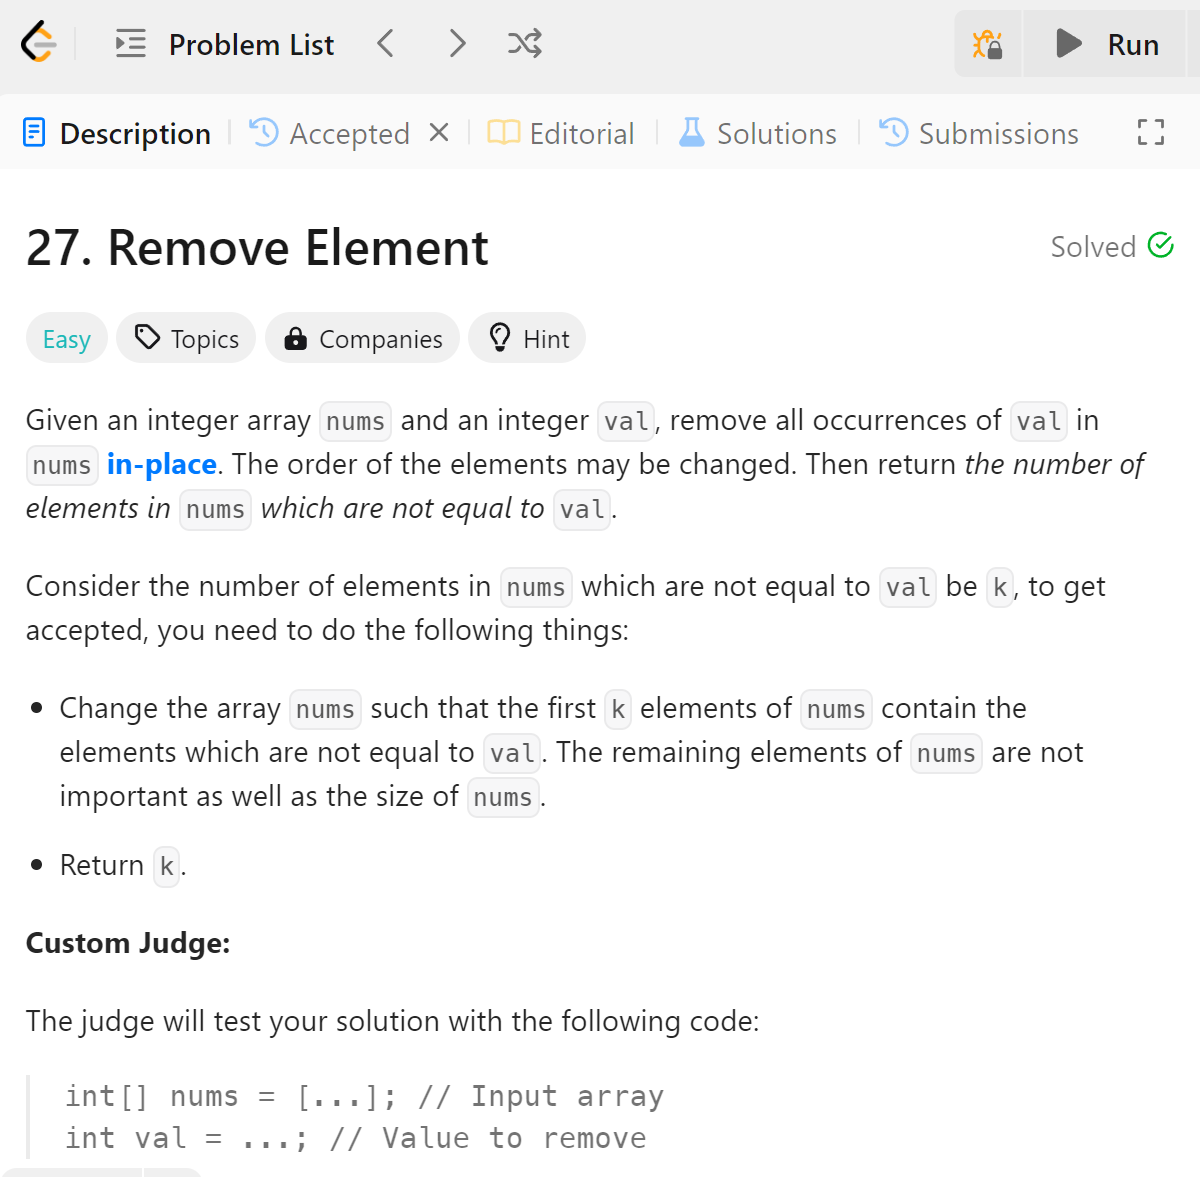 Problem List
Run
Description Accepted Editorial Solutions Submissions
27. Remove Element
Solved
Easy Topics Companies Hint
Given an integer array nums and an integer val, remove all occurrences of val in
nums in-place. The order of the elements may be changed. Then return the number of
elements in nums which are not equal to val.
Consider the number of elements in nums which are not equal to val be k, to get
accepted, you need to do the following things:
• Change the array nums such that the first k elements of nums contain the
elements which are not equal to val. The remaining elements of nums are not
important as well as the size of nums.
• Return k.
Custom Judge:
The judge will test your solution with the following code:
int[] nums = [...]; // Input array
int val = ...; // Value to remove